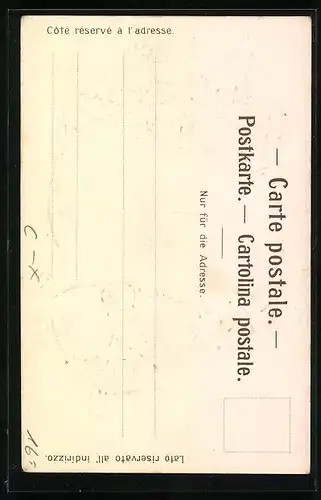 — Carte postale. —
Postkarte. — Cartolina postale.
Nur für die Adresse.
Côté réservé à l'adresse.
Lato riservato all' indirizzo.
C – X